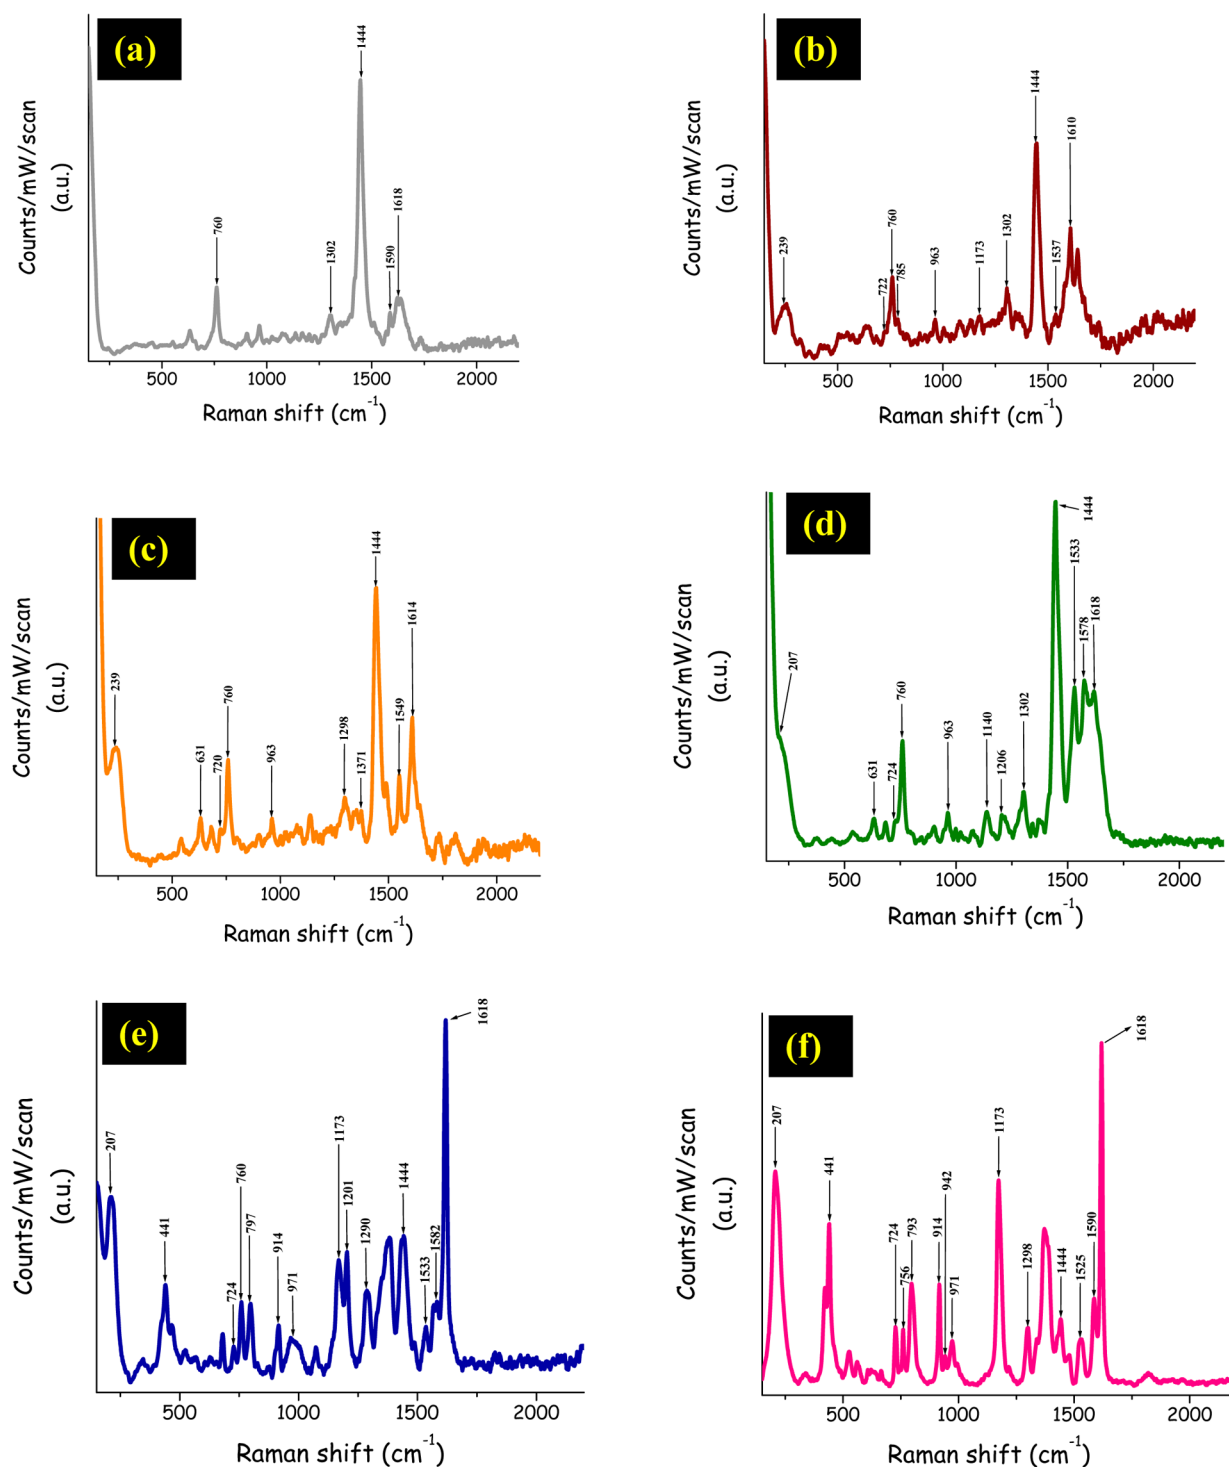 (a)
1444
760
1302
1590
1618
Counts/mW/scan
(a.u.)
500 1000 1500 2000
Raman shift (cm-1)
(b)
239
722
760
785
963
1173
1302
1444
1537
1610
Counts/mW/scan
(a.u.)
500 1000 1500 2000
Raman shift (cm-1)
(c)
239
631
720
760
963
1298
1371
1444
1549
1614
Counts/mW/scan
(a.u.)
500 1000 1500 2000
Raman shift (cm-1)
(d)
207
631
724
760
963
1140
1206
1302
1444
1533
1578
1618
Counts/mW/scan
(a.u.)
500 1000 1500 2000
Raman shift (cm-1)
(e)
207
441
724
760
797
914
971
1173
1201
1290
1444
1533
1582
1618
Counts/mW/scan
(a.u.)
500 1000 1500 2000
Raman shift (cm-1)
(f)
207
441
724
756
793
914
942
971
1173
1298
1444
1525
1590
1618
Counts/mW/scan
(a.u.)
500 1000 1500 2000
Raman shift (cm-1)